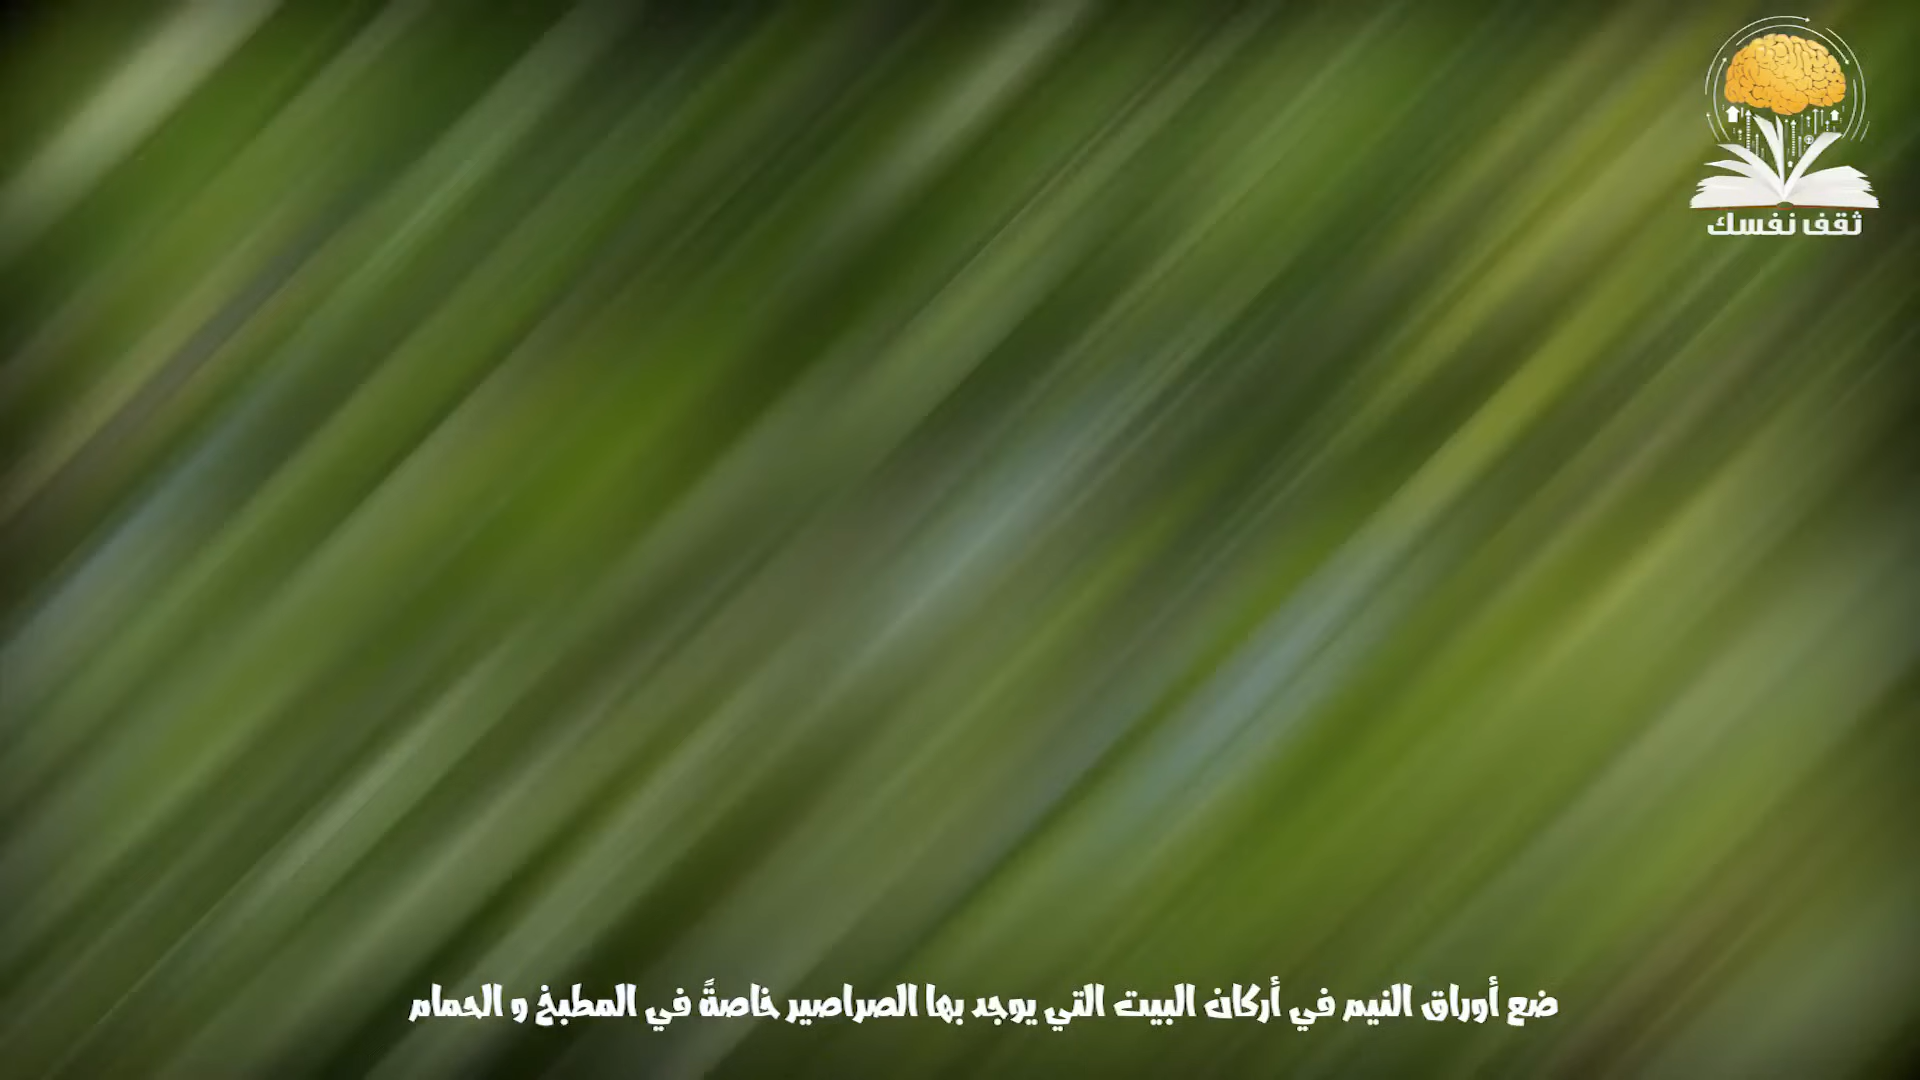 ثقف نفسك
ضع أوراق النيم في أركان البيت التي يوجد بها الصراصير خاصةً في المطبخ و الحمام